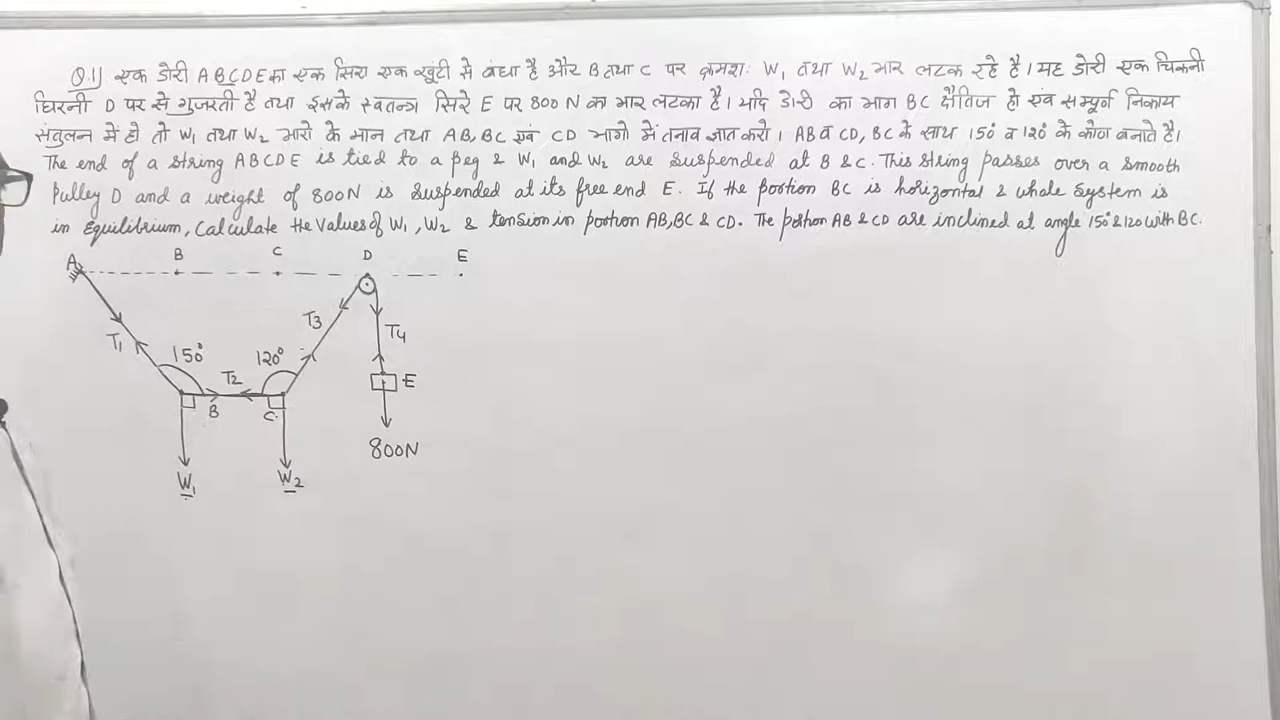 Q.1) एक डोरी ABCDE का एक सिरा एक खूंटी से बंधा है और B तथा C पर क्रमशः W₁ तथा W₂ भार लटक रहे है। यह डोरी एक चिकनी
घिरनी D पर से गुजरती है तथा इसके स्वतन्त्र सिरे E पर 800 N का भार लटका है। यदि डोरी का भाग BC क्षैतिज हो एवं सम्पूर्ण निकाय
संतुलन में हो तो W₁ तथा W₂ भारो के मान तथा AB, BC एवं CD भागो में तनाव ज्ञात करो। AB व CD, BC के साथ 150° व 120° के कोण बनाते है।
The end of a string ABCDE is tied to a peg & W₁ and W₂ are suspended at B & C. This string passes over a smooth
Pulley D and a weight of 800N is suspended at its free end E. If the portion BC is horizontal & whole system is
in Equilibrium, Calculate the Values of W₁, W₂ & tension in portion AB, BC & CD. The portion AB & CD are inclined at angle 150° & 120 with BC.
A B C D E
T₁ 150° T₂ 120° T₃ T₄
B C E
800N
W₁ W₂